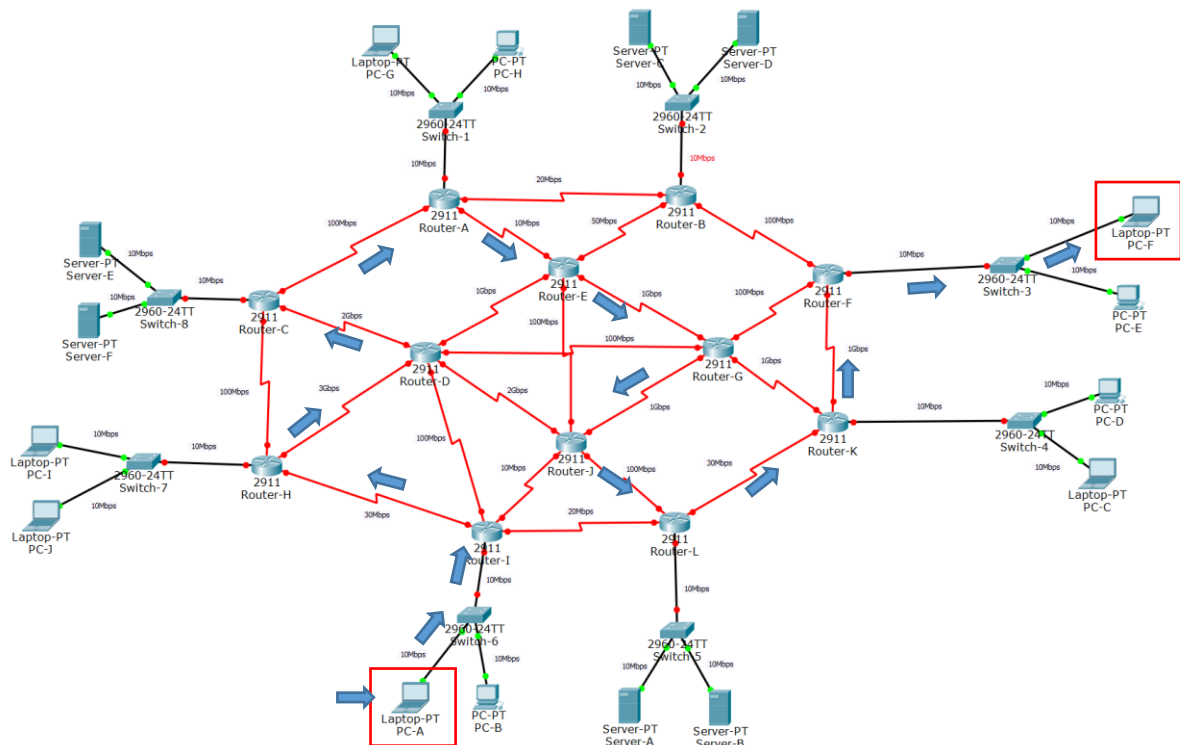 Laptop-PT
PC-G
PC-PT
PC-H
10Mbps
10Mbps
2960-24TT
Switch-1
10Mbps
Server-PT
Server-C
Server-PT
Server-D
10Mbps
10Mbps
2960-24TT
Switch-2
10Mbps
20Mbps
2911
Router-A
2911
Router-B
100Mbps
10Mbps
50Mbps
100Mbps
Laptop-PT
PC-F
10Mbps
Server-PT
Server-E
10Mbps
10Mbps
Server-PT
Server-F
2960-24TT
Switch-8
10Mbps
2911
Router-C
2911
Router-E
2911
Router-F
10Mbps
2960-24TT
Switch-3
10Mbps
PC-PT
PC-E
1Gbps
1Gbps
100Mbps
2Gbps
100Mbps
100Mbps
2911
Router-D
2911
Router-G
1Gbps
1Gbps
100Mbps
3Gbps
2Gbps
1Gbps
10Mbps
PC-PT
PC-D
2911
Router-K
10Mbps
2960-24TT
Switch-4
10Mbps
Laptop-PT
PC-C
Laptop-PT
PC-I
10Mbps
10Mbps
Laptop-PT
PC-J
2960-24TT
Switch-7
10Mbps
2911
Router-H
100Mbps
2911
Router-J
10Mbps
100Mbps
30Mbps
30Mbps
20Mbps
2911
Router-I
2911
Router-L
10Mbps
10Mbps
2960-24TT
Switch-6
10Mbps
10Mbps
Laptop-PT
PC-A
PC-PT
PC-B
2960-24TT
Switch-5
10Mbps
10Mbps
Server-PT
Server-A
Server-PT
Server-B